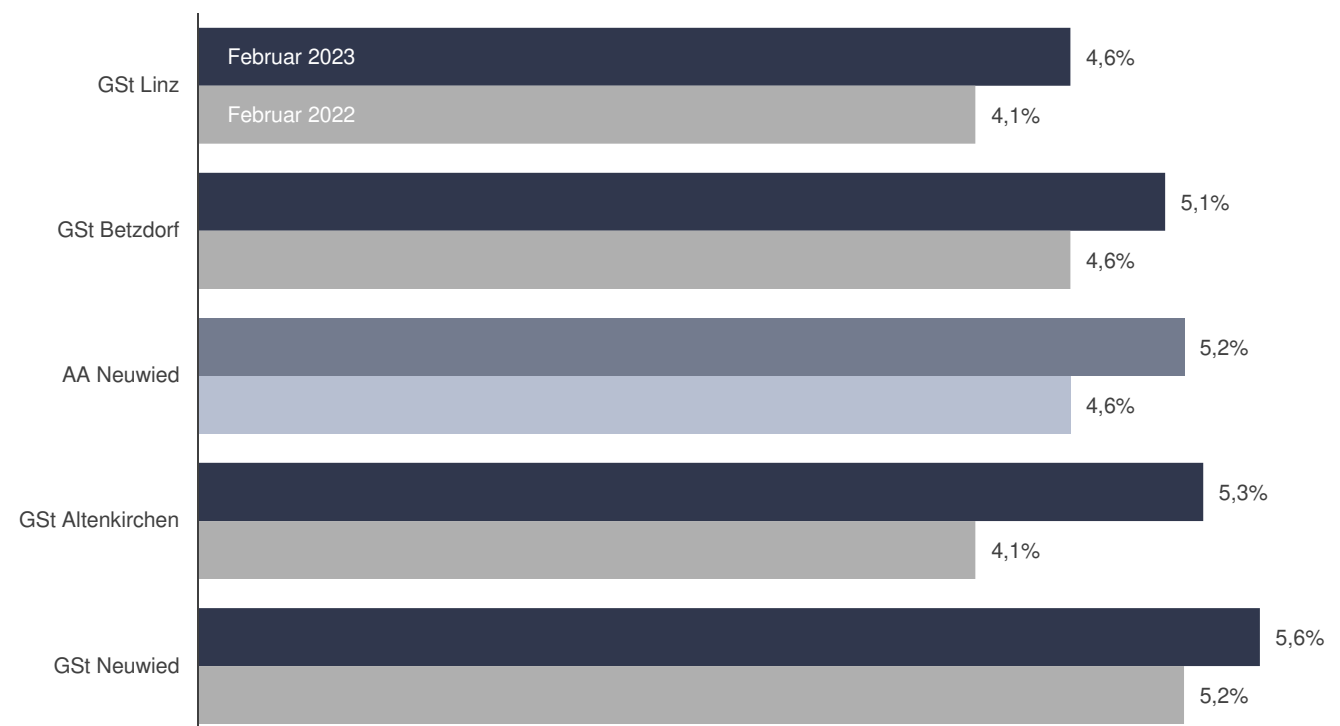 Februar 2023
4,6%
GSt Linz
Februar 2022
4,1%
5,1%
GSt Betzdorf
4,6%
5,2%
AA Neuwied
4,6%
5,3%
GSt Altenkirchen
4,1%
5,6%
GSt Neuwied
5,2%